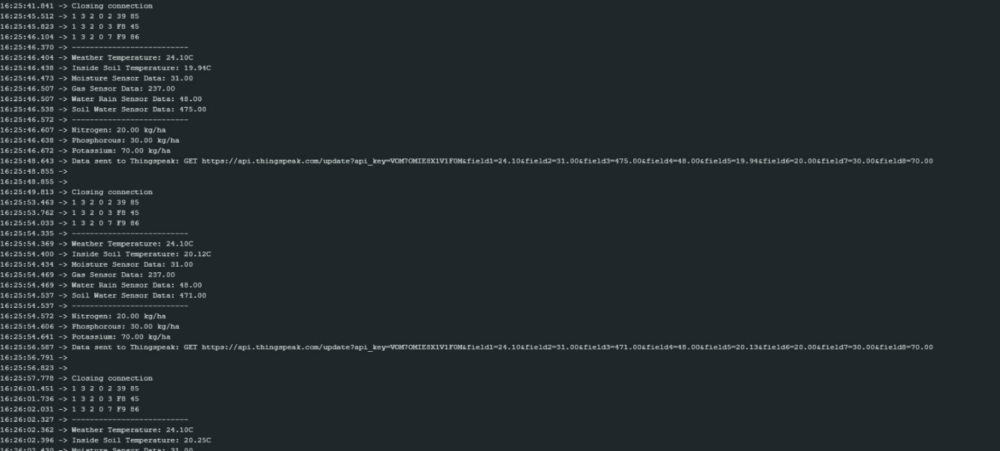 16:25:41.841 -> Closing connection
16:25:45.512 -> 1 3 2 0 2 39 85
16:25:45.823 -> 1 3 2 0 3 F8 45
16:25:46.104 -> 1 3 2 0 7 F9 86
16:25:46.370 -> --------------------------
16:25:46.404 -> Weather Temperature: 24.10C
16:25:46.438 -> Inside Soil Temperature: 19.94C
16:25:46.473 -> Moisture Sensor Data: 31.00
16:25:46.507 -> Gas Sensor Data: 237.00
16:25:46.507 -> Water Rain Sensor Data: 48.00
16:25:46.538 -> Soil Water Sensor Data: 475.00
16:25:46.572 -> --------------------------
16:25:46.607 -> Nitrogen: 20.00 kg/ha
16:25:46.638 -> Phosphorous: 30.00 kg/ha
16:25:46.672 -> Potassium: 70.00 kg/ha
16:25:48.643 -> Data sent to Thingspeak: GET https://api.thingspeak.com/update?api_key=VOM7OMIE8X1V1F0M&field1=24.10&field2=31.00&field3=475.00&field4=48.00&field5=19.94&field6=20.00&field7=30.00&field8=70.00
16:25:48.855 ->
16:25:48.855 ->
16:25:49.813 -> Closing connection
16:25:53.463 -> 1 3 2 0 2 39 85
16:25:53.762 -> 1 3 2 0 3 F8 45
16:25:54.033 -> 1 3 2 0 7 F9 86
16:25:54.335 -> --------------------------
16:25:54.369 -> Weather Temperature: 24.10C
16:25:54.400 -> Inside Soil Temperature: 20.12C
16:25:54.434 -> Moisture Sensor Data: 31.00
16:25:54.469 -> Gas Sensor Data: 237.00
16:25:54.469 -> Water Rain Sensor Data: 48.00
16:25:54.537 -> Soil Water Sensor Data: 471.00
16:25:54.537 -> --------------------------
16:25:54.572 -> Nitrogen: 20.00 kg/ha
16:25:54.606 -> Phosphorous: 30.00 kg/ha
16:25:54.641 -> Potassium: 70.00 kg/ha
16:25:56.587 -> Data sent to Thingspeak: GET https://api.thingspeak.com/update?api_key=VOM7OMIE8X1V1F0M&field1=24.10&field2=31.00&field3=471.00&field4=48.00&field5=20.13&field6=20.00&field7=30.00&field8=70.00
16:25:56.791 ->
16:25:56.823 ->
16:25:57.778 -> Closing connection
16:26:01.451 -> 1 3 2 0 2 39 85
16:26:01.736 -> 1 3 2 0 3 F8 45
16:26:02.031 -> 1 3 2 0 7 F9 86
16:26:02.327 -> --------------------------
16:26:02.362 -> Weather Temperature: 24.10C
16:26:02.396 -> Inside Soil Temperature: 20.25C
16:26:02.430 -> Moisture Sensor Data: 31.00